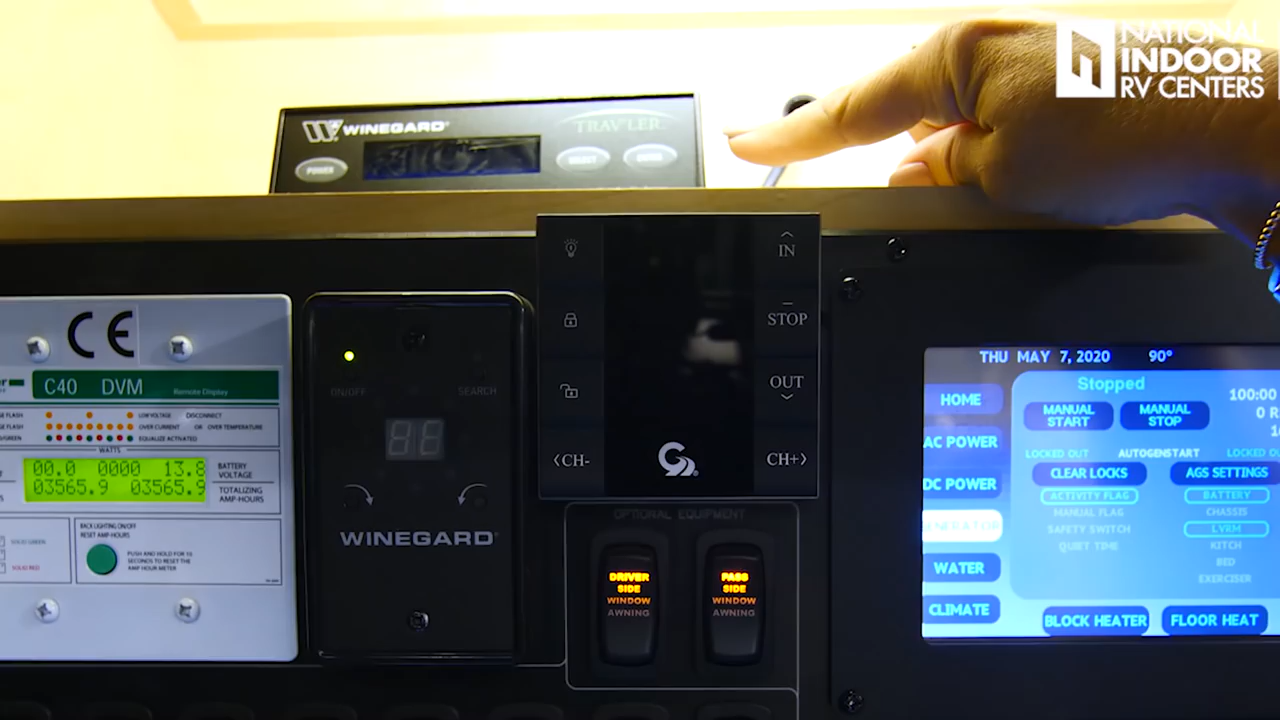 NATIONAL
INDOOR
RV CENTERS
WINEGARD
TRAV'LER
POWER
SELECT
IN
STOP
OUT
<CH-
CH+>
CE
C40 DVM
Remote Display
LOW VOLTAGE DISCONNECT
OVER CURRENT OR OVER TEMPERATURE
EQUALIZE ACTIVATED
WATTS
00.0 0000 13.8
03565.9 03565.9
BATTERY
VOLTAGE
TOTALIZING
AMP-HOURS
BACK LIGHTING ON/OFF
RESET AMP-HOURS
PUSH AND HOLD FOR 10
SECONDS TO RESET THE
AMP HOUR METER
SOLID GREEN
SOLID RED
ON/OFF
SEARCH
WINEGARD
OPTIONAL EQUIPMENT
DRIVER
SIDE
WINDOW
AWNING
PASS
SIDE
WINDOW
AWNING
THU MAY 7, 2020 90°
Stopped
100:00
HOME
AC POWER
DC POWER
GENERATOR
WATER
CLIMATE
MANUAL
START
MANUAL
STOP
LOCKED OUT AUTOGENSTART LOCKED OU
CLEAR LOCKS
AGS SETTINGS
ACTIVITY FLAG
MANUAL FLAG
SAFETY SWITCH
QUIET TIME
BATTERY
CHASSIS
LVRM
KITCH
BED
EXERCISER
BLOCK HEATER
FLOOR HEAT